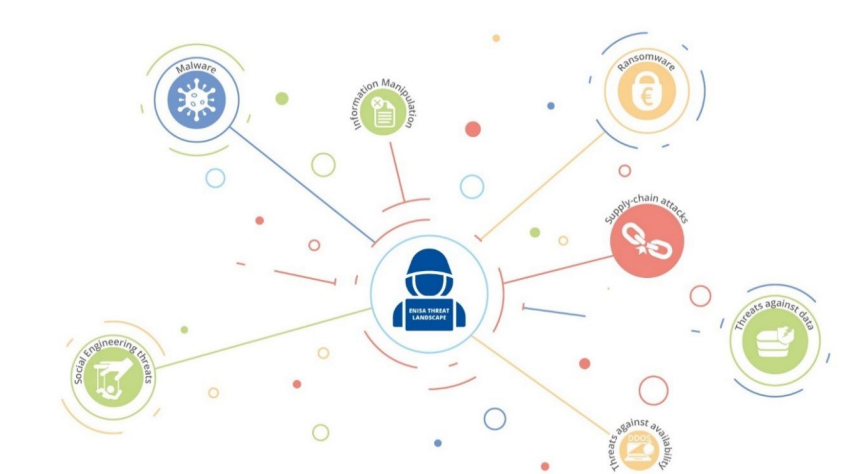 Malware
Information Manipulation
Ransomware
Supply-chain attacks
ENISA THREAT
LANDSCAPE
Threats against data
Social Engineering threats
Threats against availability
DDOS